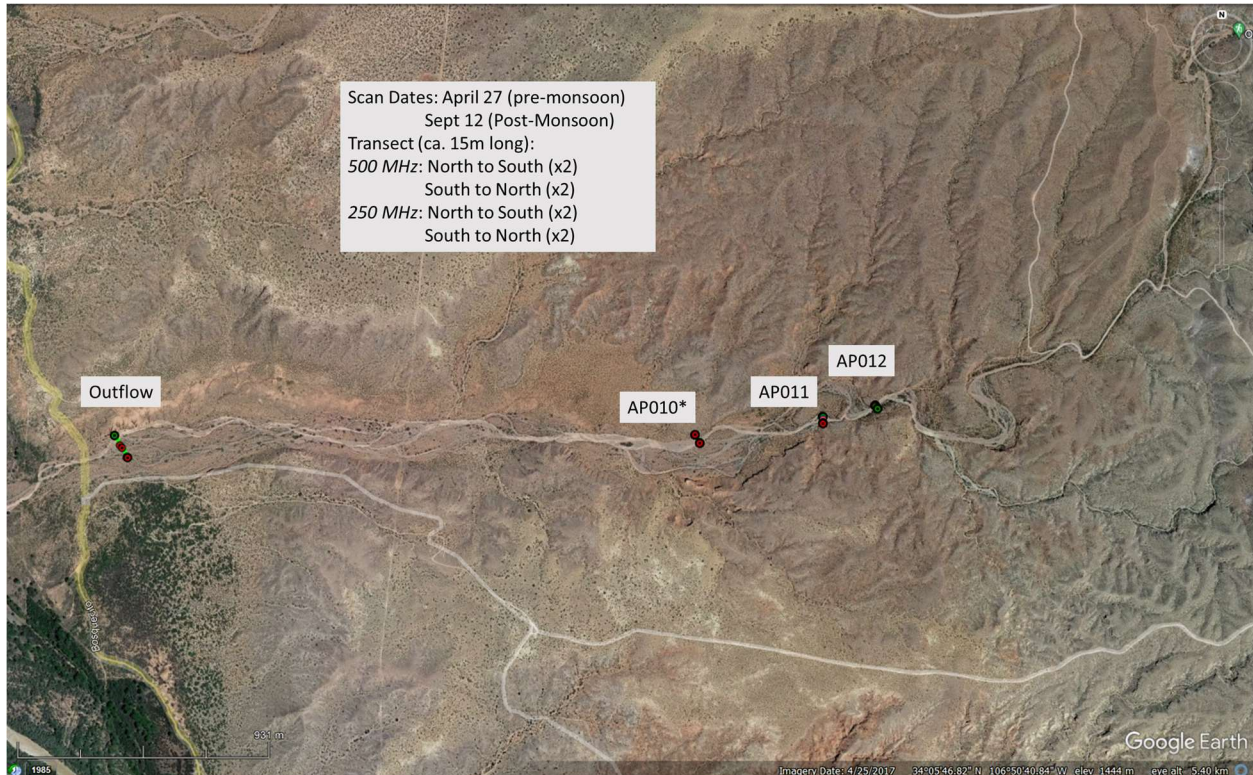 N
Scan Dates: April 27 (pre-monsoon)
Sept 12 (Post-Monsoon)
Transect (ca. 15m long):
500 MHz: North to South (x2)
South to North (x2)
250 MHz: North to South (x2)
South to North (x2)
AP012
Outflow
AP011
AP010*
931 m
Google Earth
1985
Imagery Date: 4/25/2017 34°05'46.82" N 106°50'40.84" W elev 1444 m eye alt 5.40 km